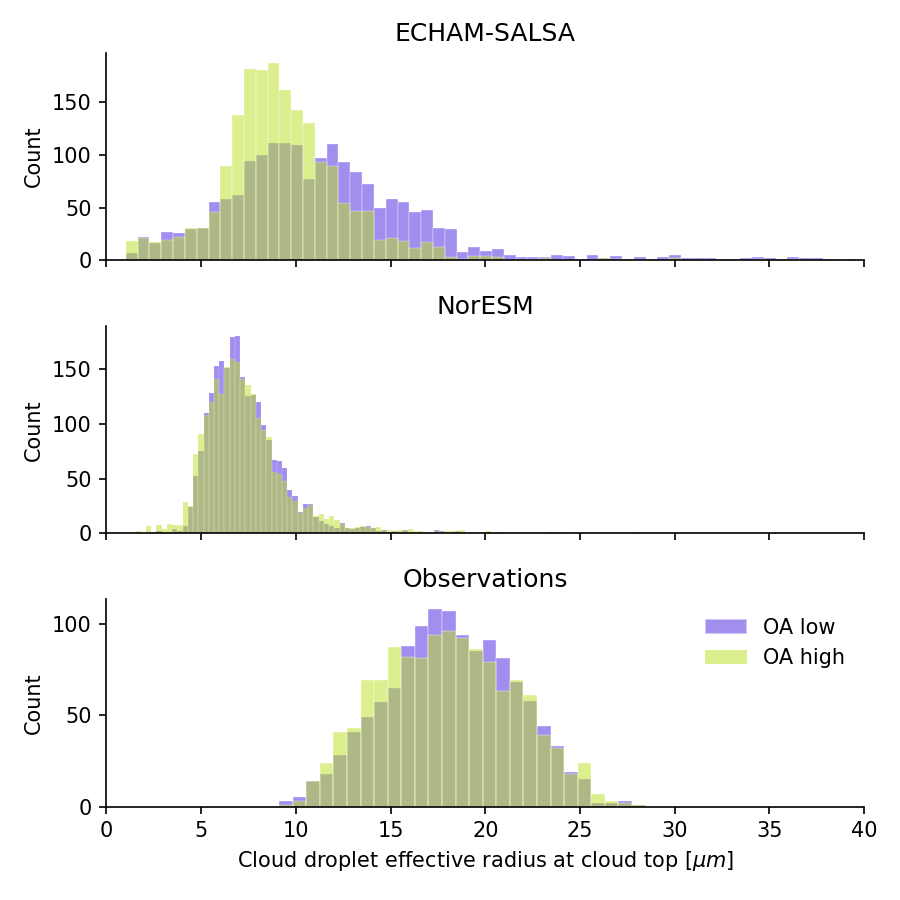 ECHAM-SALSA
150
100
50
0
Count
NorESM
150
100
50
0
Count
Observations
100
50
0
Count
OA low
OA high
0 5 10 15 20 25 30 35 40
Cloud droplet effective radius at cloud top [μm]